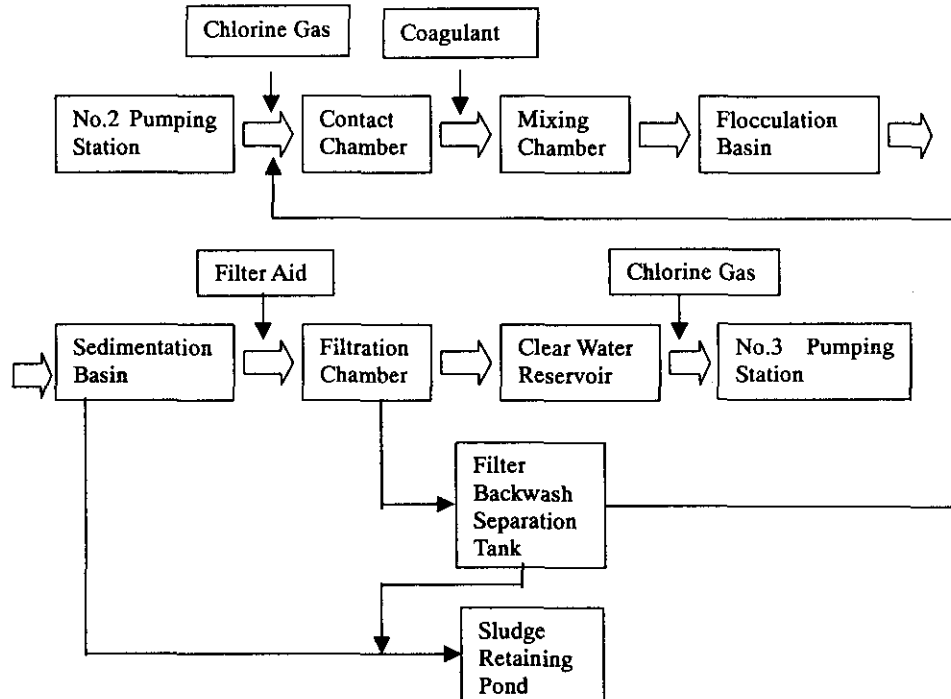 Chlorine Gas
Coagulant
No.2 Pumping
Station
Contact
Chamber
Mixing
Chamber
Flocculation
Basin
Filter Aid
Chlorine Gas
Sedimentation
Basin
Filtration
Chamber
Clear Water
Reservoir
No.3 Pumping
Station
Filter
Backwash
Separation
Tank
Sludge
Retaining
Pond